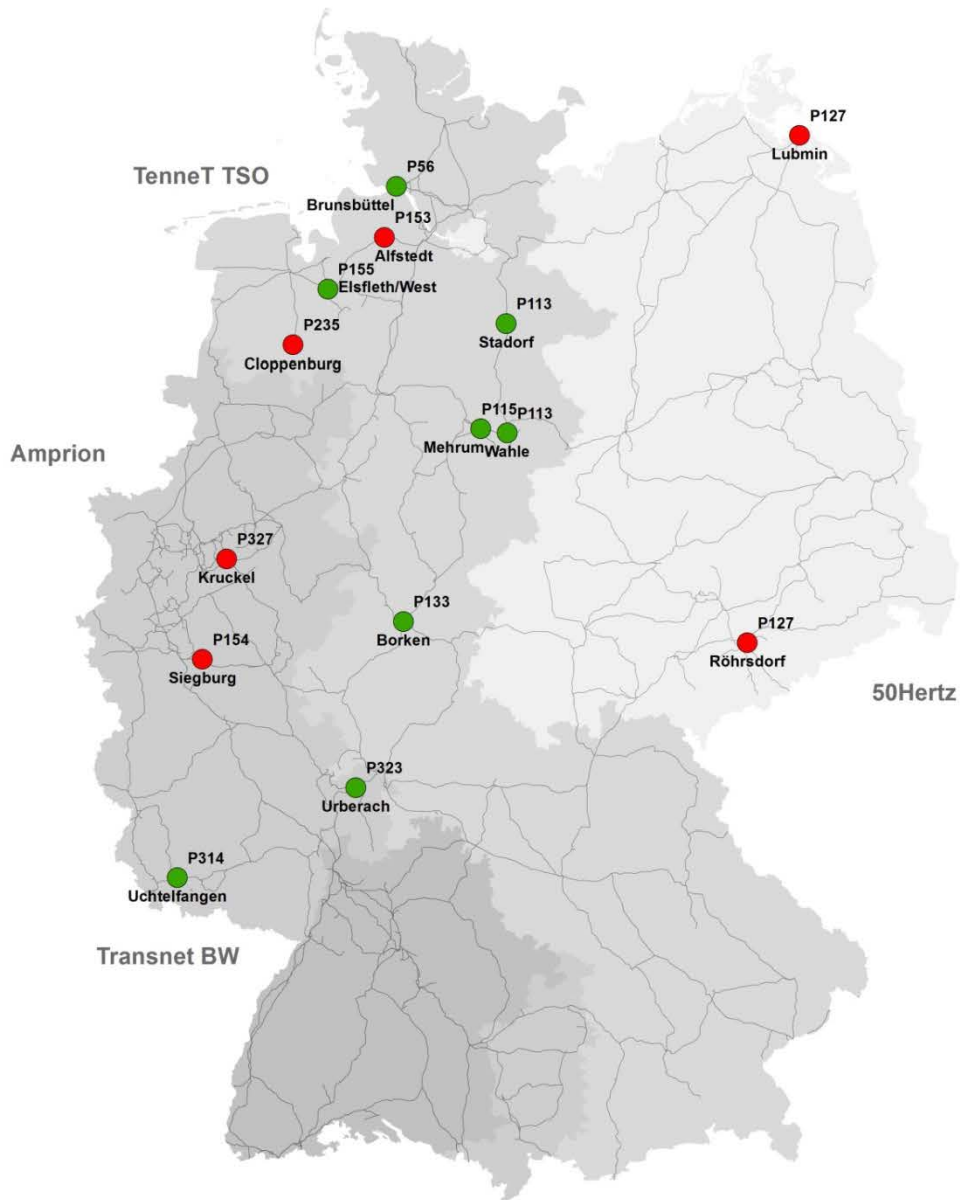 P127
Lubmin
TenneT TSO
P56
Brunsbüttel
P153
Alfstedt
P155
Elsfleth/West
P113
Stadorf
P235
Cloppenburg
P115
P113
Mehrum
Wahle
Amprion
P327
Kruckel
P133
Borken
P127
Röhrsdorf
P154
Siegburg
50Hertz
P323
Urberach
P314
Uchtelfangen
Transnet BW